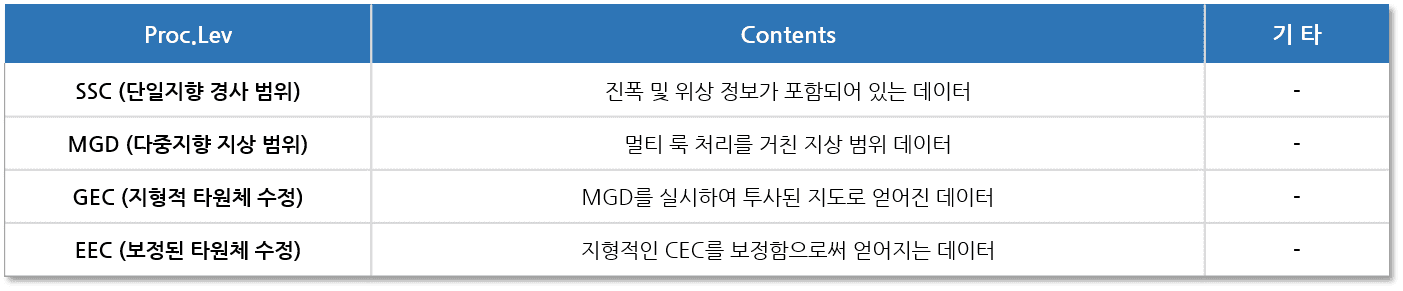 Proc.Lev Contents 기 타
SSC (단일지향 경사 범위) 진폭 및 위상 정보가 포함되어 있는 데이터 -
MGD (다중지향 지상 범위) 멀티 룩 처리를 거친 지상 범위 데이터 -
GEC (지형적 타원체 수정) MGD를 실시하여 투사된 지도로 얻어진 데이터 -
EEC (보정된 타원체 수정) 지형적인 CEC를 보정함으로써 얻어지는 데이터 -